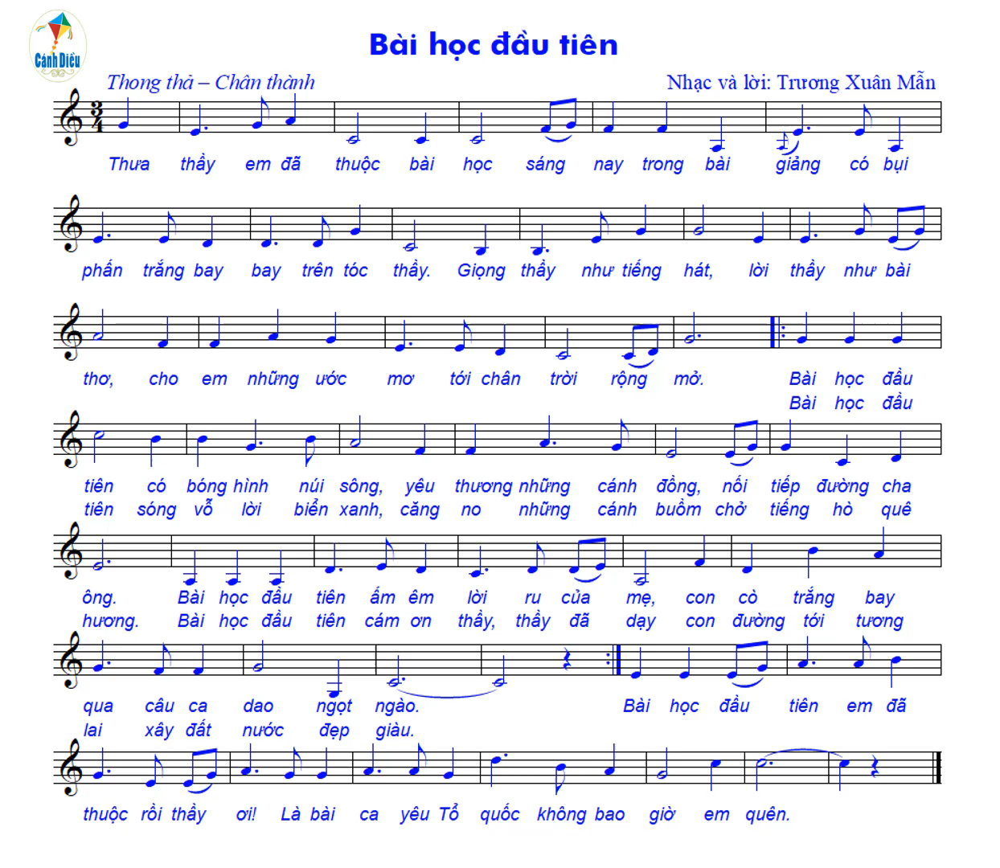 Cánh Diều
Bài học đầu tiên
Thong thả – Chân thành
Nhạc và lời: Trương Xuân Mẫn
3
4
Thưa thầy em đã thuộc bài học sáng nay trong bài giảng có bụi
phấn trắng bay bay trên tóc thầy. Giọng thầy như tiếng hát, lời thầy như bài
thơ, cho em những ước mơ tới chân trời rộng mở. Bài học đầu
Bài học đầu
tiên có bóng hình núi sông, yêu thương những cánh đồng, nối tiếp đường cha
tiên sóng vỗ lời biển xanh, căng no những cánh buồm chở tiếng hò quê
ông. Bài học đầu tiên ấm êm lời ru của mẹ, con cò trắng bay
hương. Bài học đầu tiên cám ơn thầy, thầy đã dạy con đường tới tương
qua câu ca dao ngọt ngào. Bài học đầu tiên em đã
lai xây đất nước đẹp giàu.
thuộc rồi thầy ơi! Là bài ca yêu Tổ quốc không bao giờ em quên.